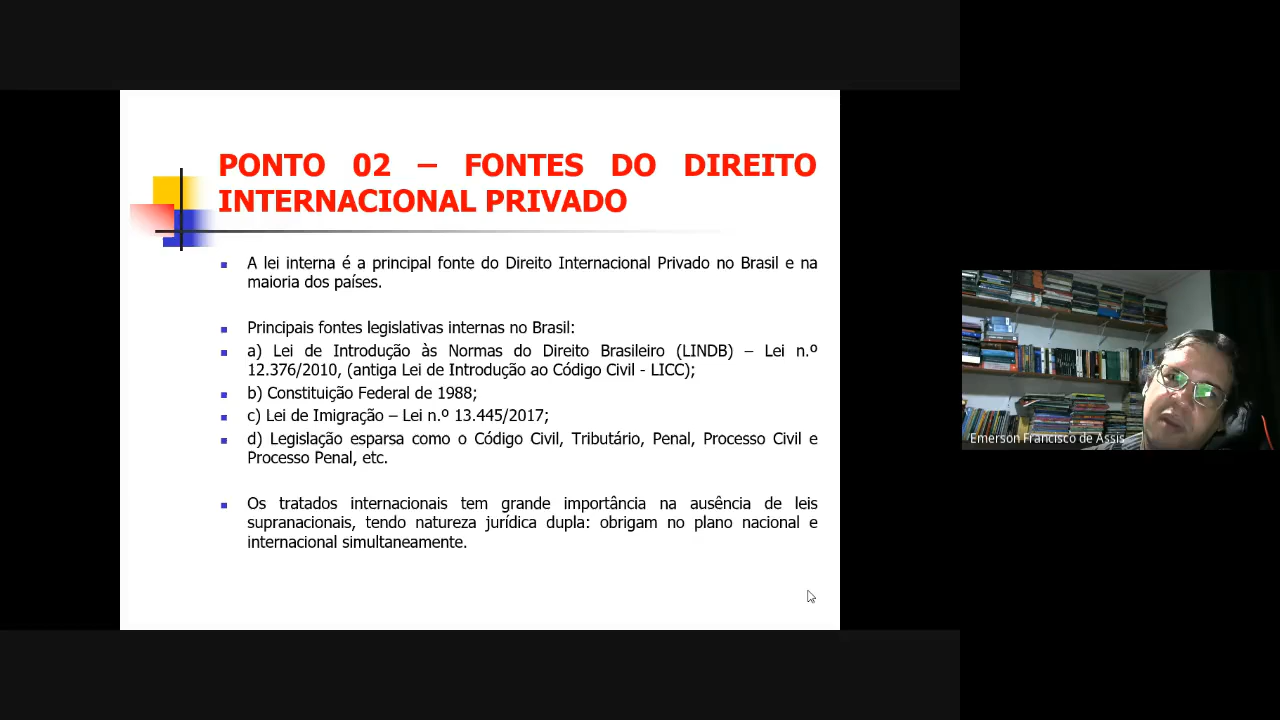 PONTO 02 – FONTES DO DIREITO
INTERNACIONAL PRIVADO
A lei interna é a principal fonte do Direito Internacional Privado no Brasil e na
maioria dos países.
Principais fontes legislativas internas no Brasil:
a) Lei de Introdução às Normas do Direito Brasileiro (LINDB) – Lei n.º
12.376/2010, (antiga Lei de Introdução ao Código Civil - LICC);
b) Constituição Federal de 1988;
c) Lei de Imigração – Lei n.º 13.445/2017;
d) Legislação esparsa como o Código Civil, Tributário, Penal, Processo Civil e
Processo Penal, etc.
Os tratados internacionais tem grande importância na ausência de leis
supranacionais, tendo natureza jurídica dupla: obrigam no plano nacional e
internacional simultaneamente.
Emerson Francisco de Assis